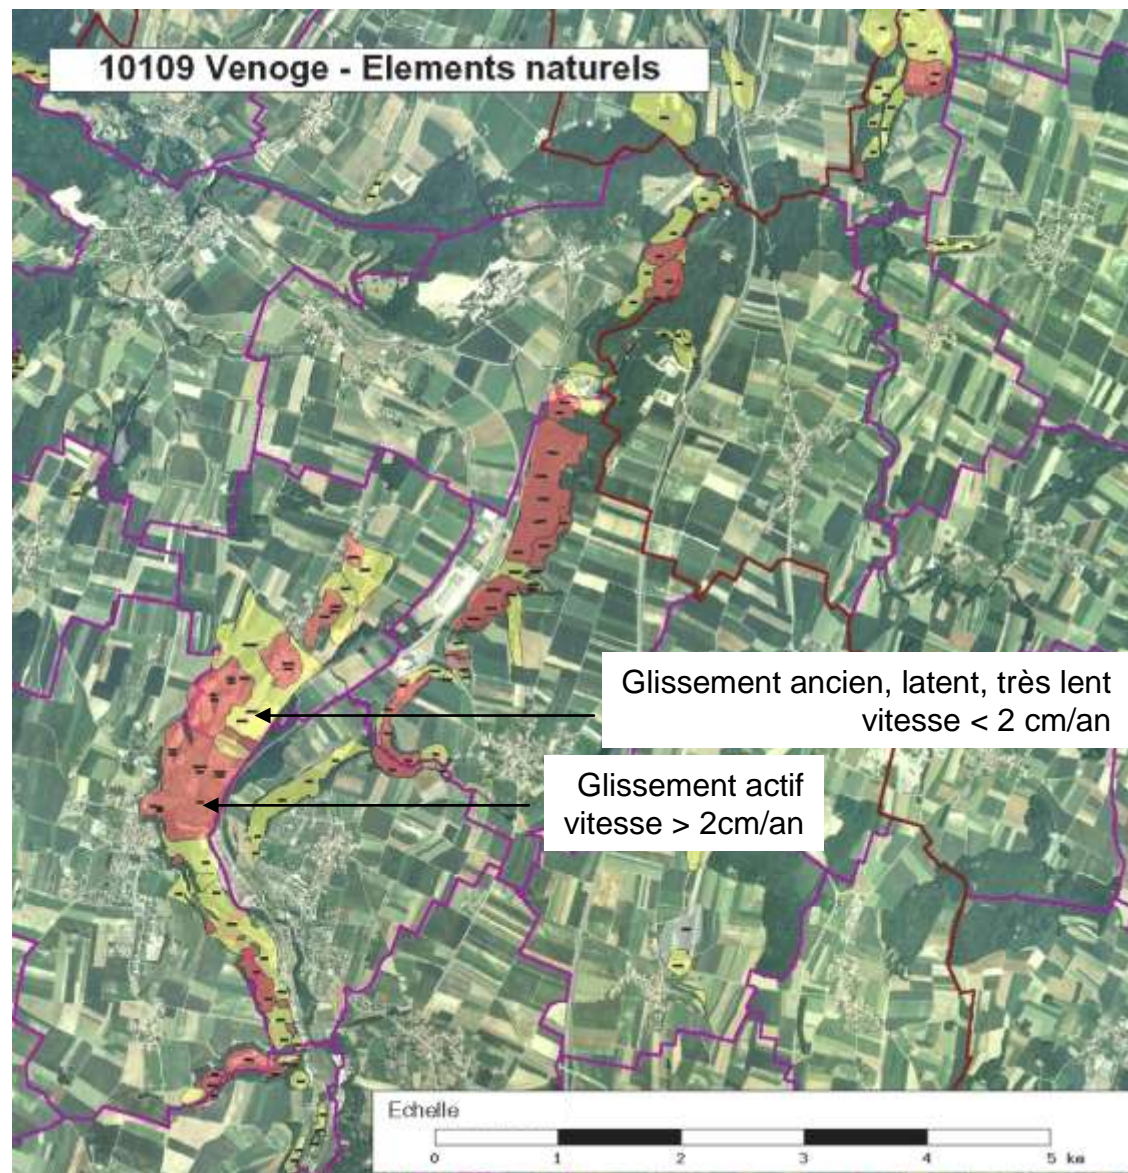 10109 Venoge - Elements naturels
Glissement ancien, latent, très lent
vitesse < 2 cm/an
Glissement actif
vitesse > 2cm/an
Echelle
0 1 2 3 4 5 km